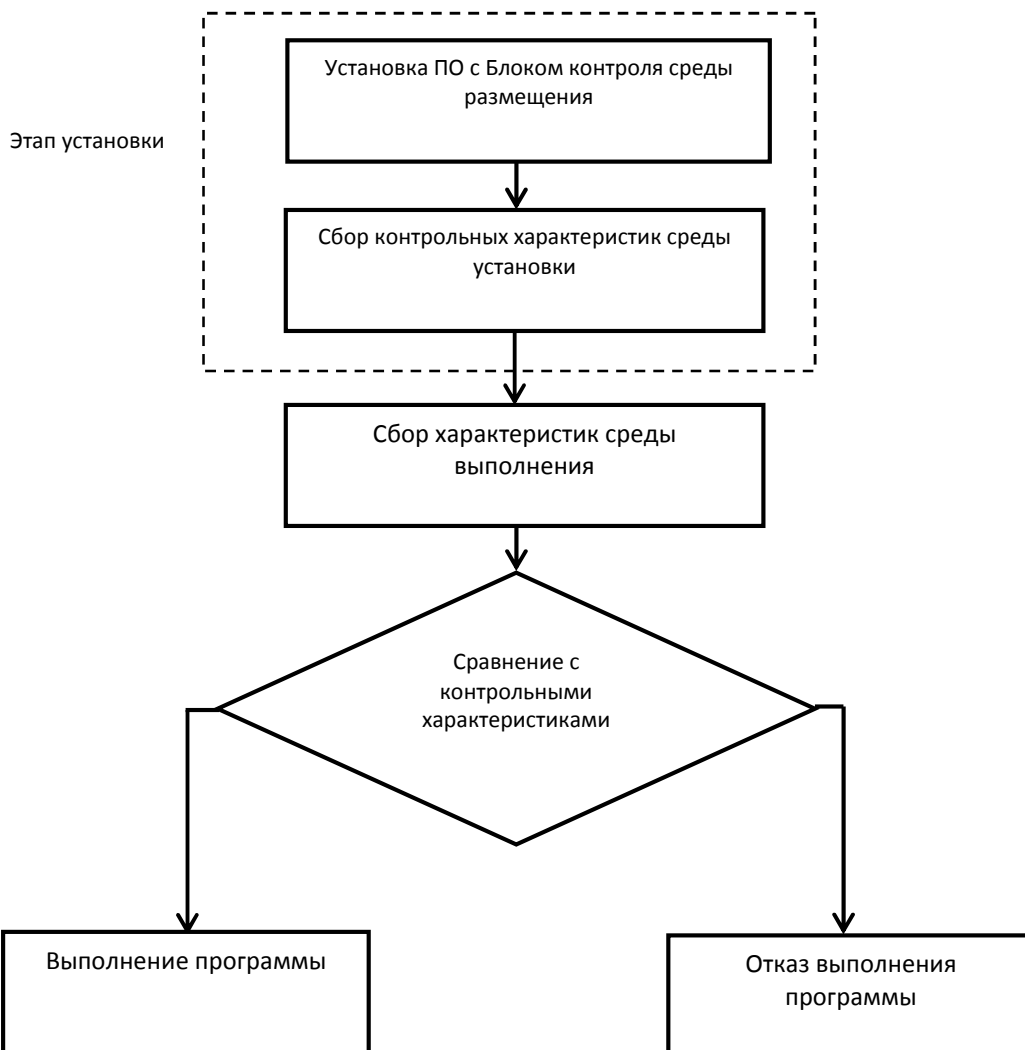 Установка ПО с Блоком контроля среды
размещения
Этап установки
Сбор контрольных характеристик среды
установки
Сбор характеристик среды
выполнения
Сравнение с
контрольными
характеристиками
Выполнение программы
Отказ выполнения
программы